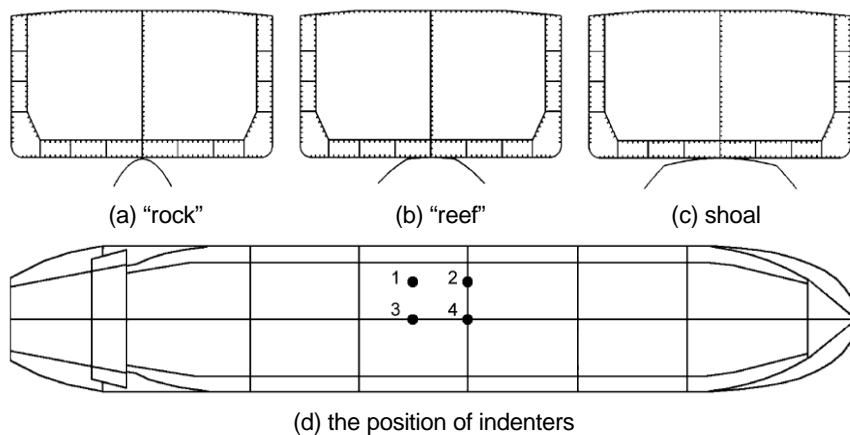 (a) “rock”
(b) “reef”
(c) shoal
1
2
3
4
(d) the position of indenters